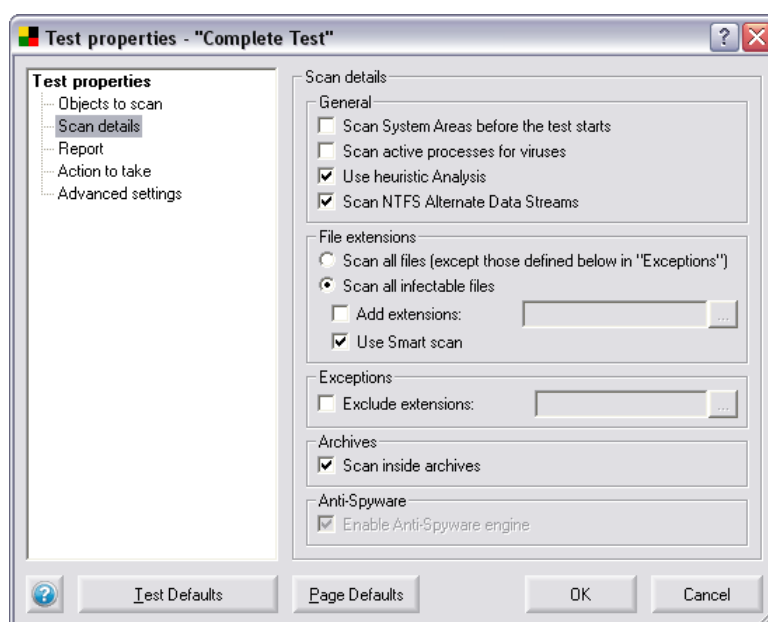 Test properties - "Complete Test"
Test properties
Objects to scan
Scan details
Report
Action to take
Advanced settings
Scan details
General
Scan System Areas before the test starts
Scan active processes for viruses
Use heuristic Analysis
Scan NTFS Alternate Data Streams
File extensions
Scan all files (except those defined below in "Exceptions")
Scan all infectable files
Add extensions:
...
Use Smart scan
Exceptions
Exclude extensions:
...
Archives
Scan inside archives
Anti-Spyware
Enable Anti-Spyware engine
Test Defaults
Page Defaults
OK
Cancel